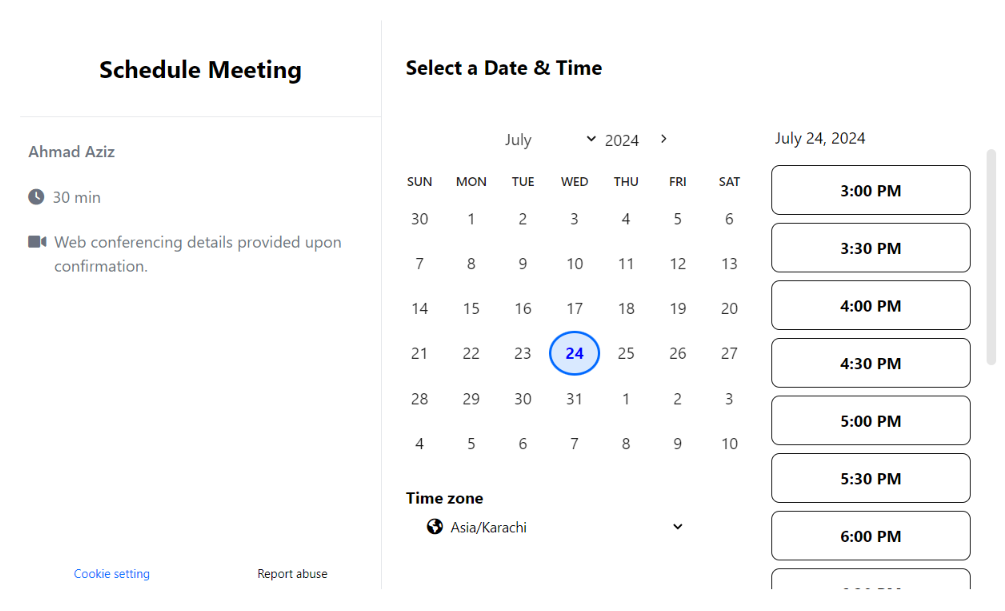 Schedule Meeting
Ahmad Aziz
30 min
Web conferencing details provided upon
confirmation.
Cookie setting
Report abuse
Select a Date & Time
July 2024
SUN MON TUE WED THU FRI SAT
30 1 2 3 4 5 6
7 8 9 10 11 12 13
14 15 16 17 18 19 20
21 22 23 24 25 26 27
28 29 30 31 1 2 3
4 5 6 7 8 9 10
Time zone
Asia/Karachi
July 24, 2024
3:00 PM
3:30 PM
4:00 PM
4:30 PM
5:00 PM
5:30 PM
6:00 PM